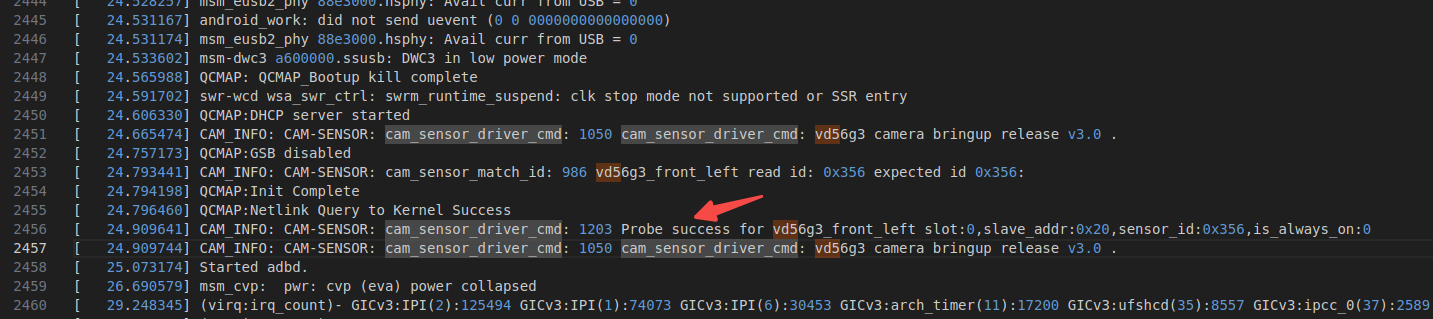 2444 [ 24.528257] msm_eusb2_phy 88e3000.hsphy: Avail curr from USB = 0
2445 [ 24.531167] android_work: did not send uevent (0 0 0000000000000000)
2446 [ 24.531174] msm_eusb2_phy 88e3000.hsphy: Avail curr from USB = 0
2447 [ 24.533602] msm-dwc3 a600000.ssusb: DWC3 in low power mode
2448 [ 24.565988] QCMAP: QCMAP_Bootup kill complete
2449 [ 24.591702] swr-wcd wsa_swr_ctrl: swrm_runtime_suspend: clk stop mode not supported or SSR entry
2450 [ 24.606330] QCMAP:DHCP server started
2451 [ 24.665474] CAM_INFO: CAM-SENSOR: cam_sensor_driver_cmd: 1050 cam_sensor_driver_cmd: vd56g3 camera bringup release v3.0 .
2452 [ 24.757173] QCMAP:GSB disabled
2453 [ 24.793441] CAM_INFO: CAM-SENSOR: cam_sensor_match_id: 986 vd56g3_front_left read id: 0x356 expected id 0x356:
2454 [ 24.794198] QCMAP:Init Complete
2455 [ 24.796460] QCMAP:Netlink Query to Kernel Success
2456 [ 24.909641] CAM_INFO: CAM-SENSOR: cam_sensor_driver_cmd: 1203 Probe success for vd56g3_front_left slot:0,slave_addr:0x20,sensor_id:0x356,is_always_on:0
2457 [ 24.909744] CAM_INFO: CAM-SENSOR: cam_sensor_driver_cmd: 1050 cam_sensor_driver_cmd: vd56g3 camera bringup release v3.0 .
2458 [ 25.073174] Started adbd.
2459 [ 26.690579] msm_cvp: pwr: cvp (eva) power collapsed
2460 [ 29.248345] (virq:irq_count)- GICv3:IPI(2):125494 GICv3:IPI(1):74073 GICv3:IPI(6):30453 GICv3:arch_timer(11):17200 GICv3:ufshcd(35):8557 GICv3:ipcc_0(37):2589